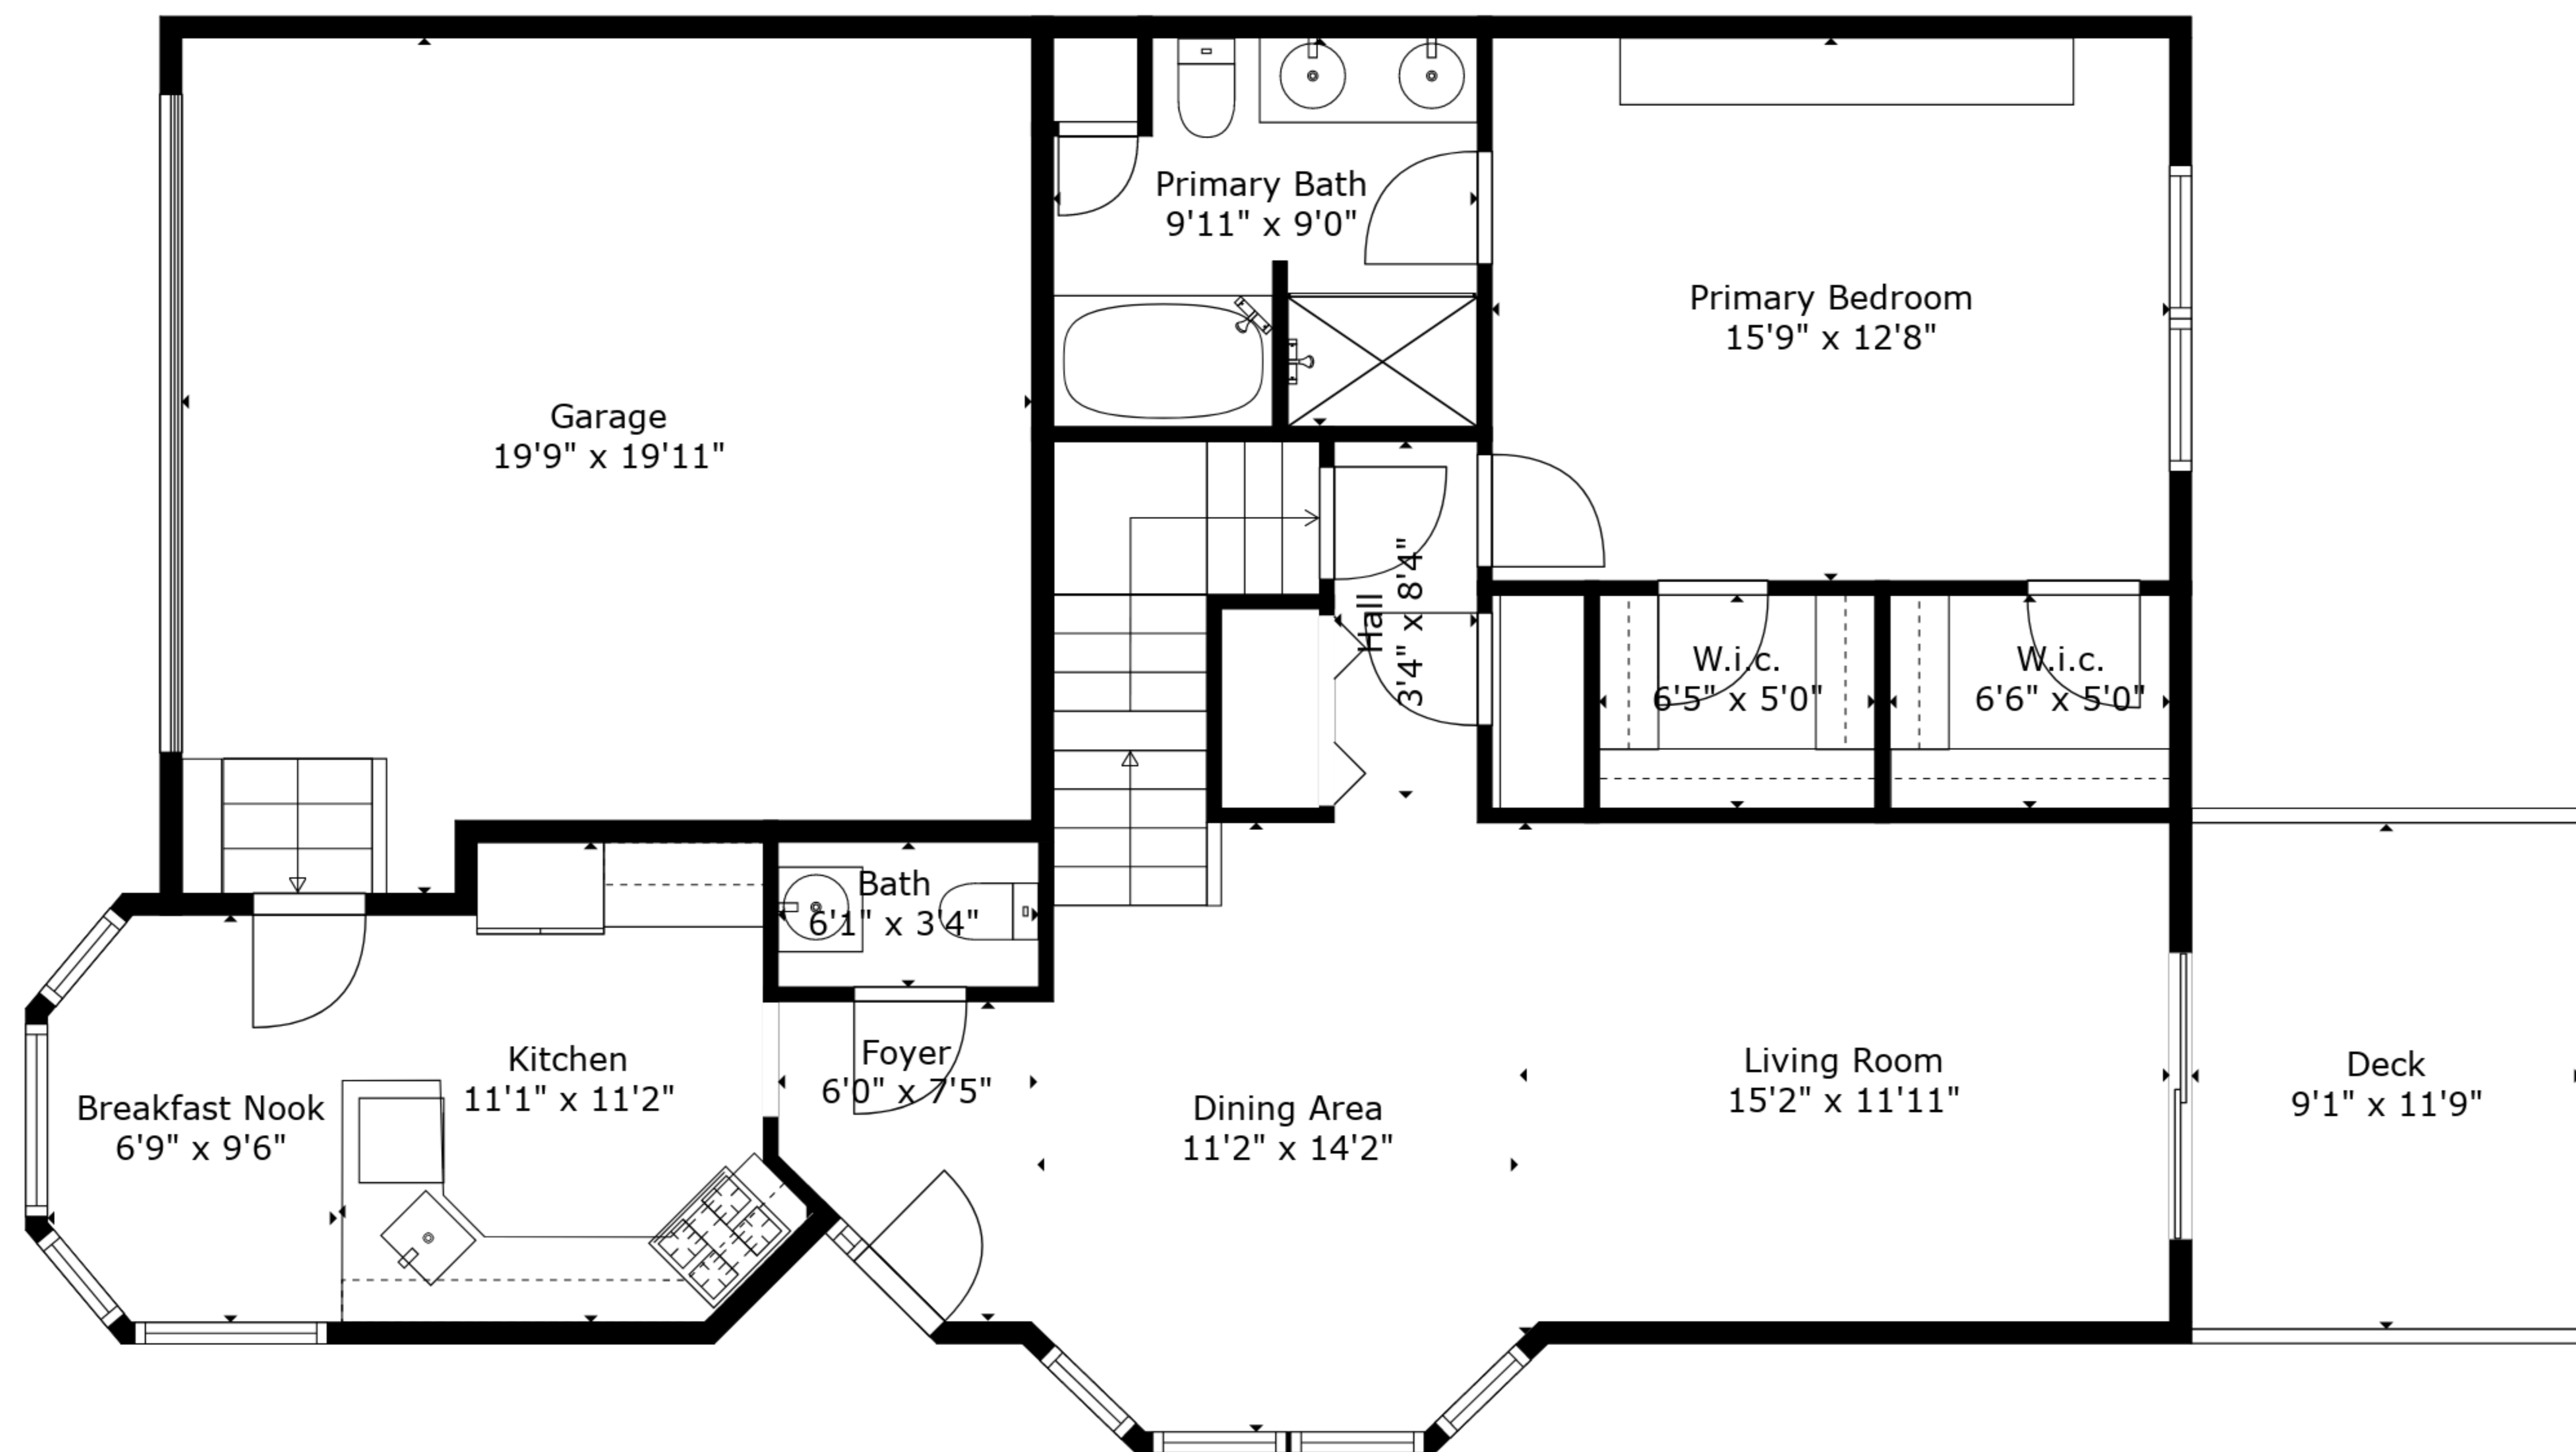 Primary Bath
9'11" x 9'0"
Primary Bedroom
15'9" x 12'8"
Garage
19'9" x 19'11"
Hall
3'4" x 8'4"
W.i.c.
6'5" x 5'0"
W.i.c.
6'6" x 5'0"
Bath
6'1" x 3'4"
Kitchen
11'1" x 11'2"
Foyer
6'0" x 7'5"
Living Room
15'2" x 11'11"
Deck
9'1" x 11'9"
Breakfast Nook
6'9" x 9'6"
Dining Area
11'2" x 14'2"